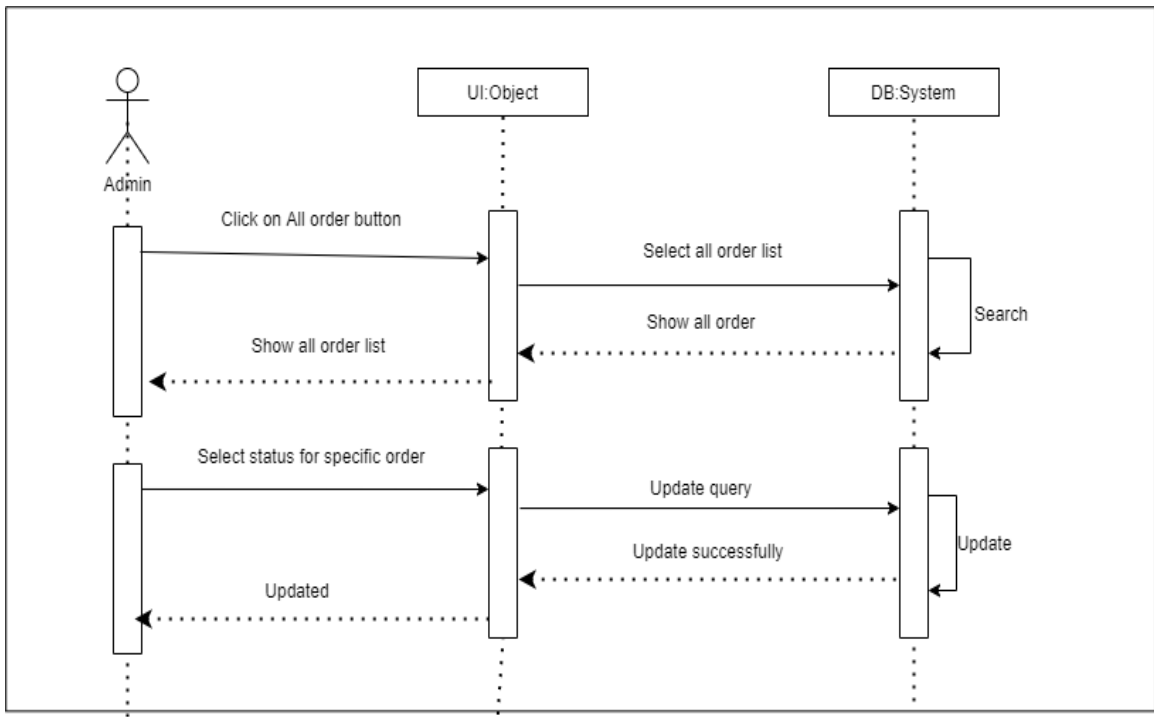 UI:Object
DB:System
Admin
Click on All order button
Select all order list
Search
Show all order
Show all order list
Select status for specific order
Update query
Update
Update successfully
Updated